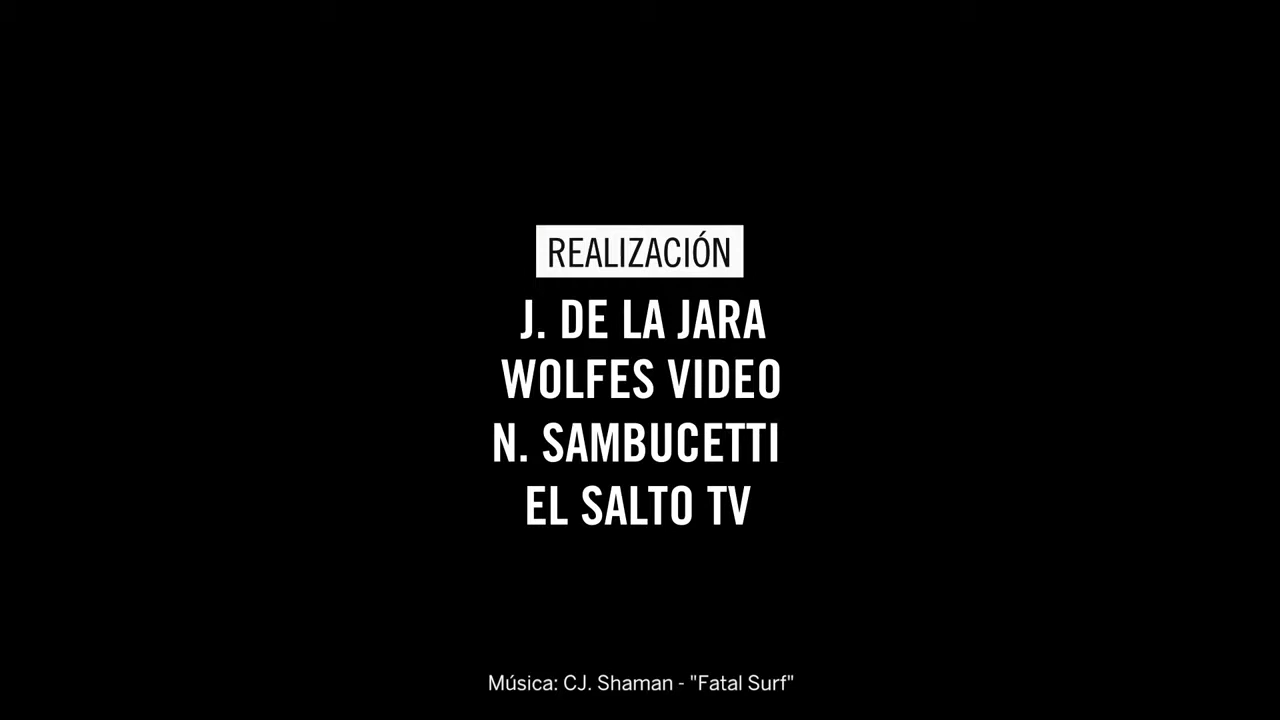 REALIZACIÓN
J. DE LA JARA
WOLFES VIDEO
N. SAMBUCETTI
EL SALTO TV
Música: CJ. Shaman - "Fatal Surf"